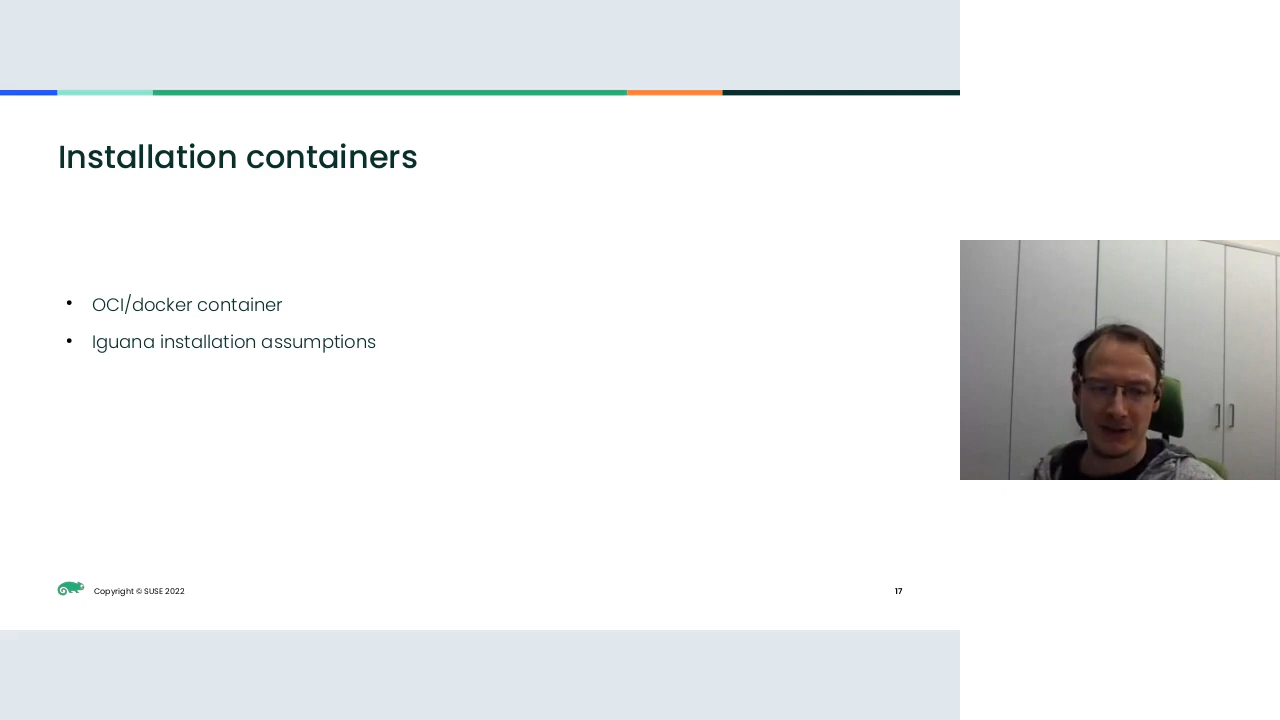 Installation containers
• OCI/docker container
• Iguana installation assumptions
Copyright © SUSE 2022
17